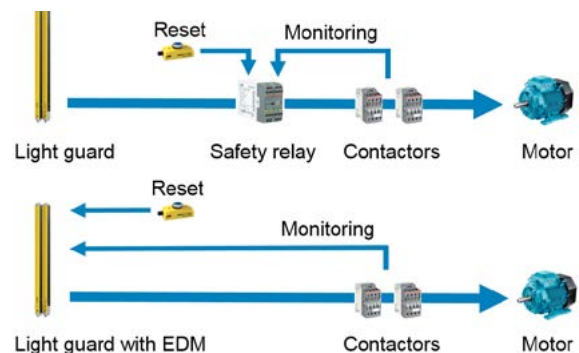 Reset
Monitoring
Light guard
Safety relay
Contactors
Motor
Reset
Monitoring
Light guard with EDM
Contactors
Motor